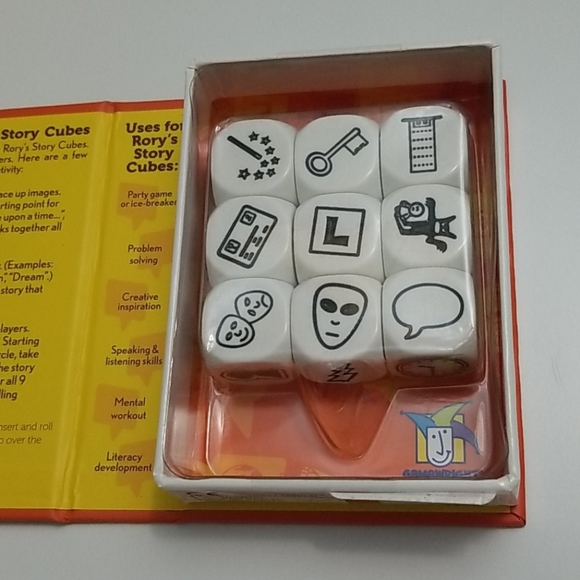 Story Cubes
Rory's Story Cubes.
ers. Here are a few
tivity:
ace up images.
rting point for
e upon a time...",
ks together all
. (Examples:
", "Dream".)
story that
layers.
Starting
cle, take
he story
r all 9
lling
nsert and roll
o over the
Uses for
Rory's
Story
Cubes:
Party game
or ice-breaker
Problem
solving
Creative
inspiration
Speaking &
listening skills
Mental
workout
Literacy
development
L
GAMEWRIGHT